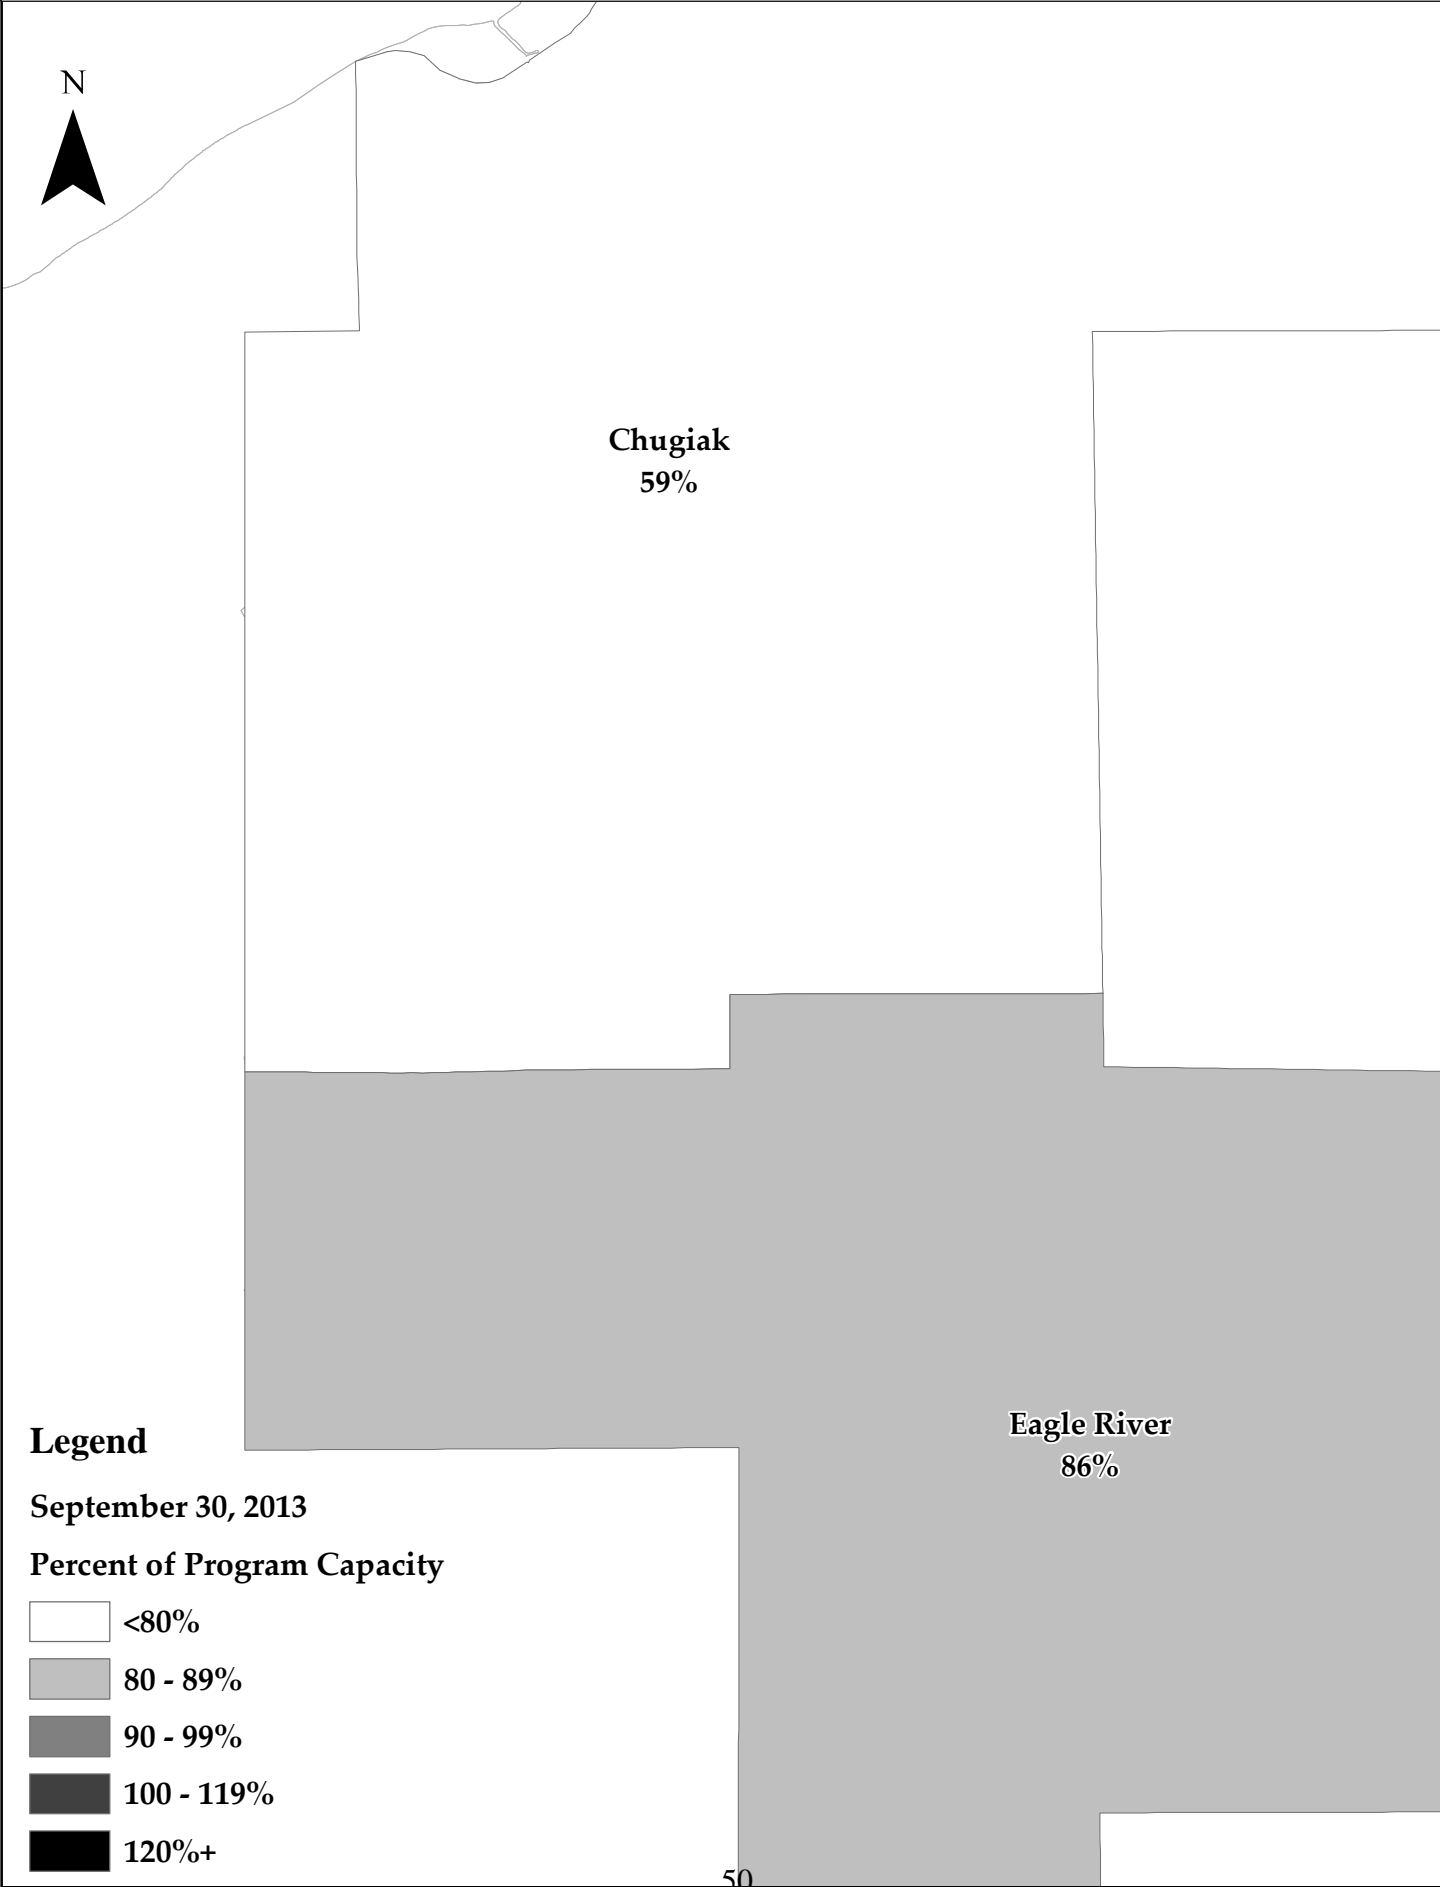 N
Chugiak
59%
Eagle River
86%
Legend
September 30, 2013
Percent of Program Capacity
<80%
80 - 89%
90 - 99%
100 - 119%
120%+
50